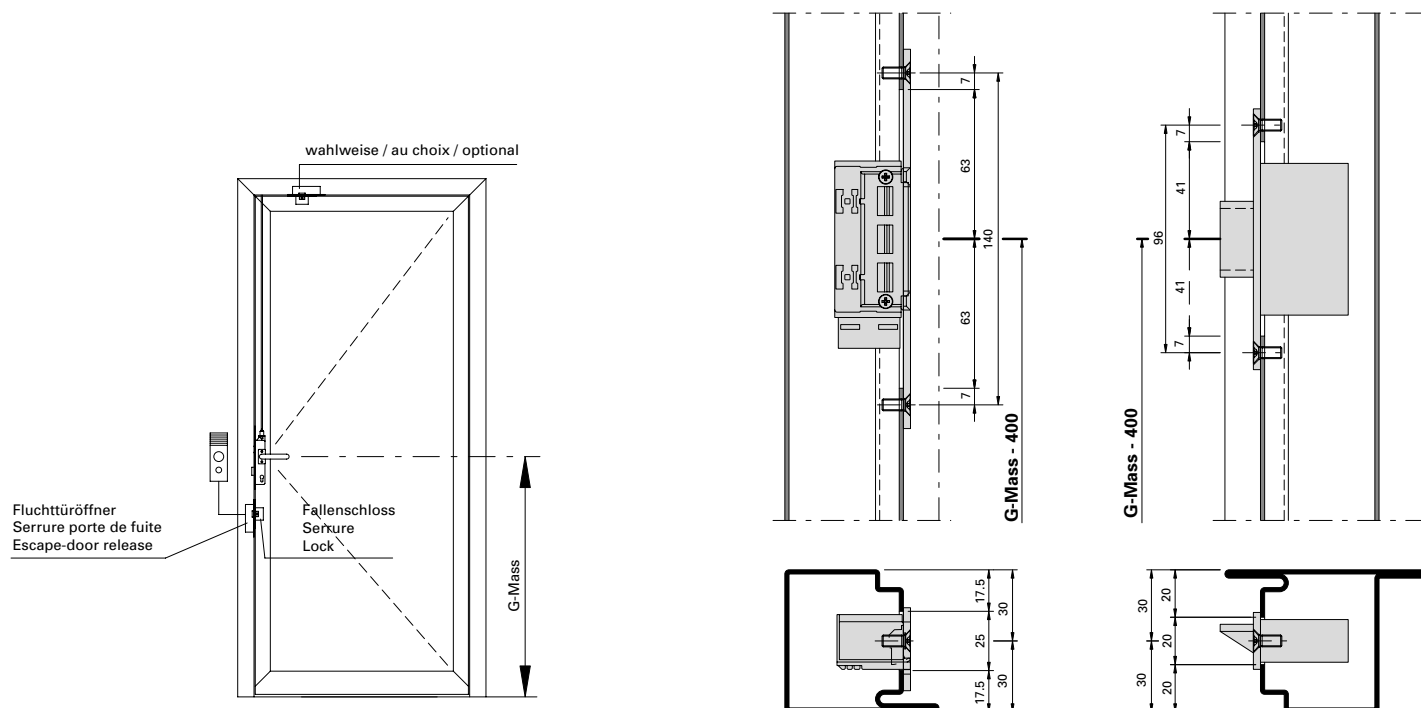 wahlweise / au choix / optional
Fluchttüröffner
Serrure porte de fuite
Escape-door release
Fallenschloss
Serrure
Lock
G-Mass
7
63
140
63
7
G-Mass - 400
7
41
96
41
7
G-Mass - 400
17.5
30
25
30
17.5
30
20
20
30
20